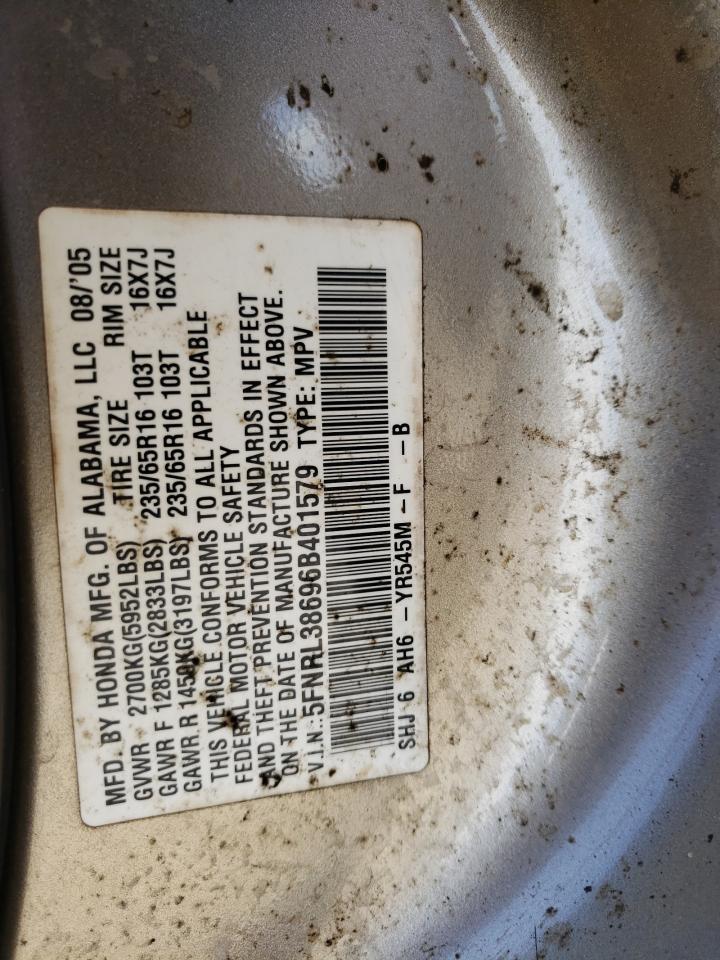 MFD. BY HONDA MFG. OF ALABAMA, LLC 08/'05
GVWR 2700KG(5952LBS) TIRE SIZE RIM SIZE
GAWR F 1285KG(2833LBS) 235/65R16 103T 16X7J
GAWR R 1450KG(3197LBS) 235/65R16 103T 16X7J
THIS VEHICLE CONFORMS TO ALL APPLICABLE
FEDERAL MOTOR VEHICLE SAFETY
AND THEFT PREVENTION STANDARDS IN EFFECT
ON THE DATE OF MANUFACTURE SHOWN ABOVE.
V.I.N.:5FNRL38696B401579 TYPE: MPV
SHJ 6 AH6 -YR545M-F -B